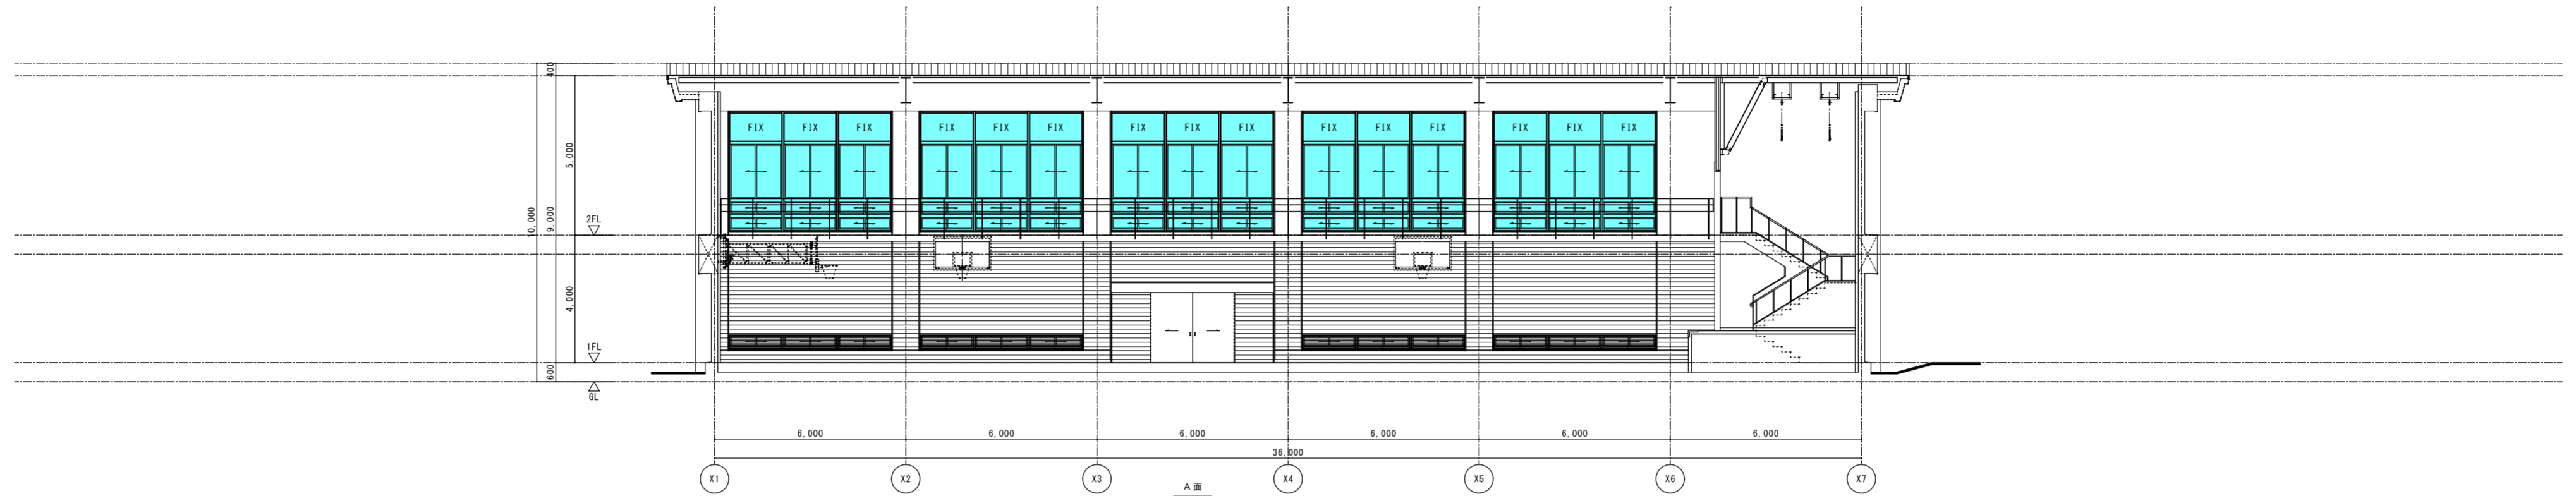 400
FIX FIX FIX FIX FIX FIX FIX FIX FIX FIX FIX FIX FIX FIX FIX
5,000
10,000
9,000
2FL
4,000
1FL
600
GL
6,000 6,000 6,000 6,000 6,000 6,000
36,000
X1 X2 X3 X4 X5 X6 X7
A面